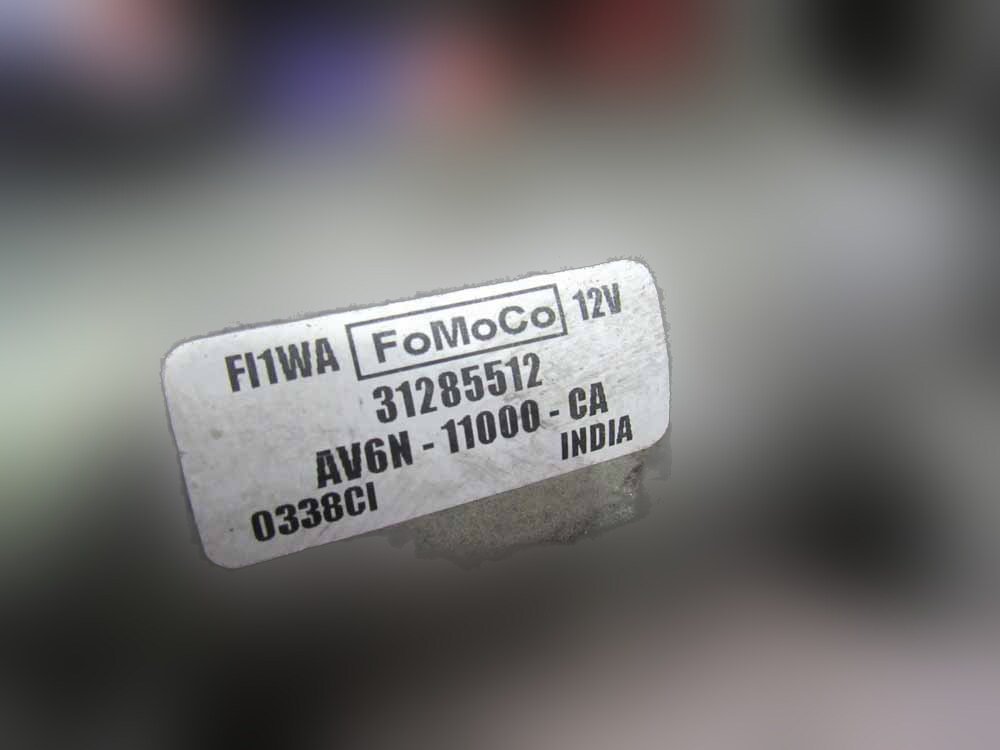 FI1WA FoMoCo 12V
31285512
AV6N - 11000 - CA
INDIA
0338CI